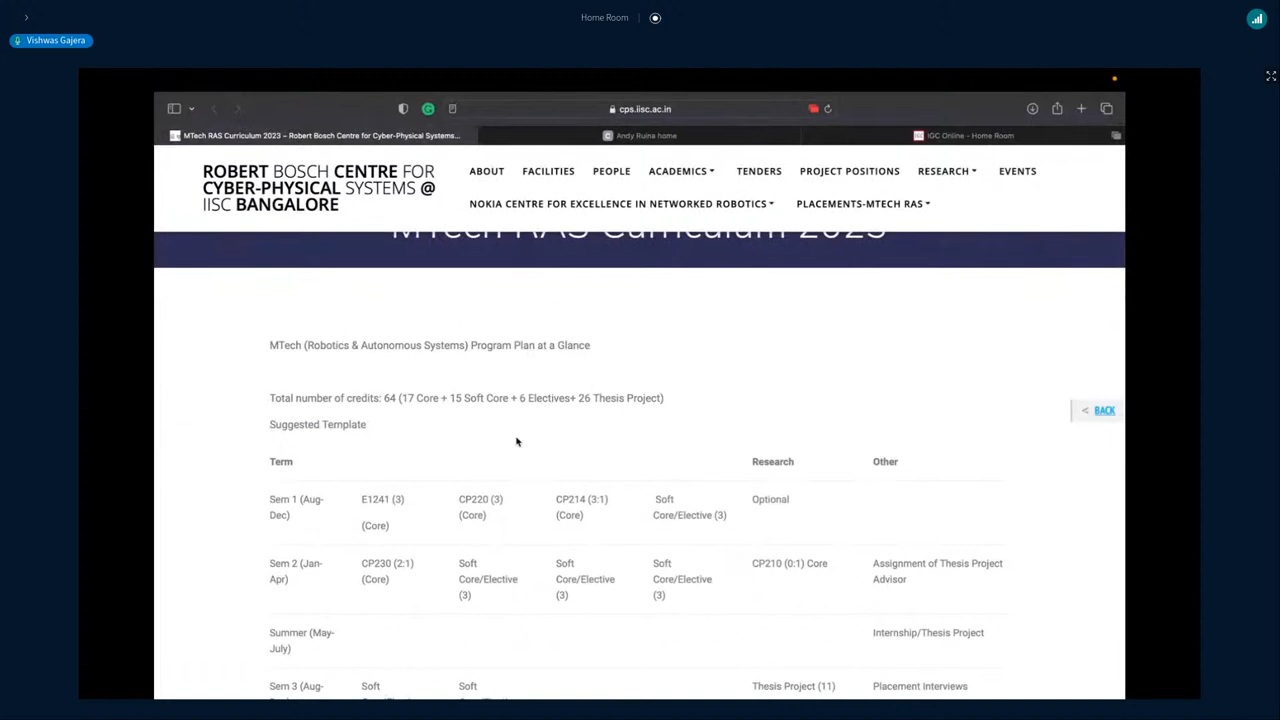 Home Room
Vishwas Gajera
cps.iisc.ac.in
MTech RAS Curriculum 2023 – Robert Bosch Centre for Cyber-Physical Systems...
Andy Ruina home
IGC Online - Home Room
ROBERT BOSCH CENTRE FOR
CYBER-PHYSICAL SYSTEMS @
IISC BANGALORE
ABOUT FACILITIES PEOPLE ACADEMICS TENDERS PROJECT POSITIONS RESEARCH EVENTS
NOKIA CENTRE FOR EXCELLENCE IN NETWORKED ROBOTICS PLACEMENTS-MTECH RAS
MTech RAS Curriculum 2023
MTech (Robotics & Autonomous Systems) Program Plan at a Glance
Total number of credits: 64 (17 Core + 15 Soft Core + 6 Electives+ 26 Thesis Project)
< BACK
Suggested Template
Term Research Other
Sem 1 (Aug-
Dec)
E1241 (3)
(Core)
CP220 (3)
(Core)
CP214 (3:1)
(Core)
Soft
Core/Elective (3)
Optional
Sem 2 (Jan-
Apr)
CP230 (2:1)
(Core)
Soft
Core/Elective
(3)
Soft
Core/Elective
(3)
Soft
Core/Elective
(3)
CP210 (0:1) Core
Assignment of Thesis Project
Advisor
Summer (May-
July)
Internship/Thesis Project
Sem 3 (Aug-
Soft
Soft
Thesis Project (11)
Placement Interviews